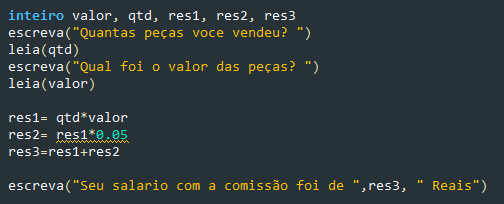 inteiro valor, qtd, res1, res2, res3
escreva("Quantas peças voce vendeu? ")
leia(qtd)
escreva("Qual foi o valor das peças? ")
leia(valor)
res1= qtd*valor
res2= res1*0.05
res3=res1+res2
escreva("Seu salario com a comissão foi de ",res3, " Reais")